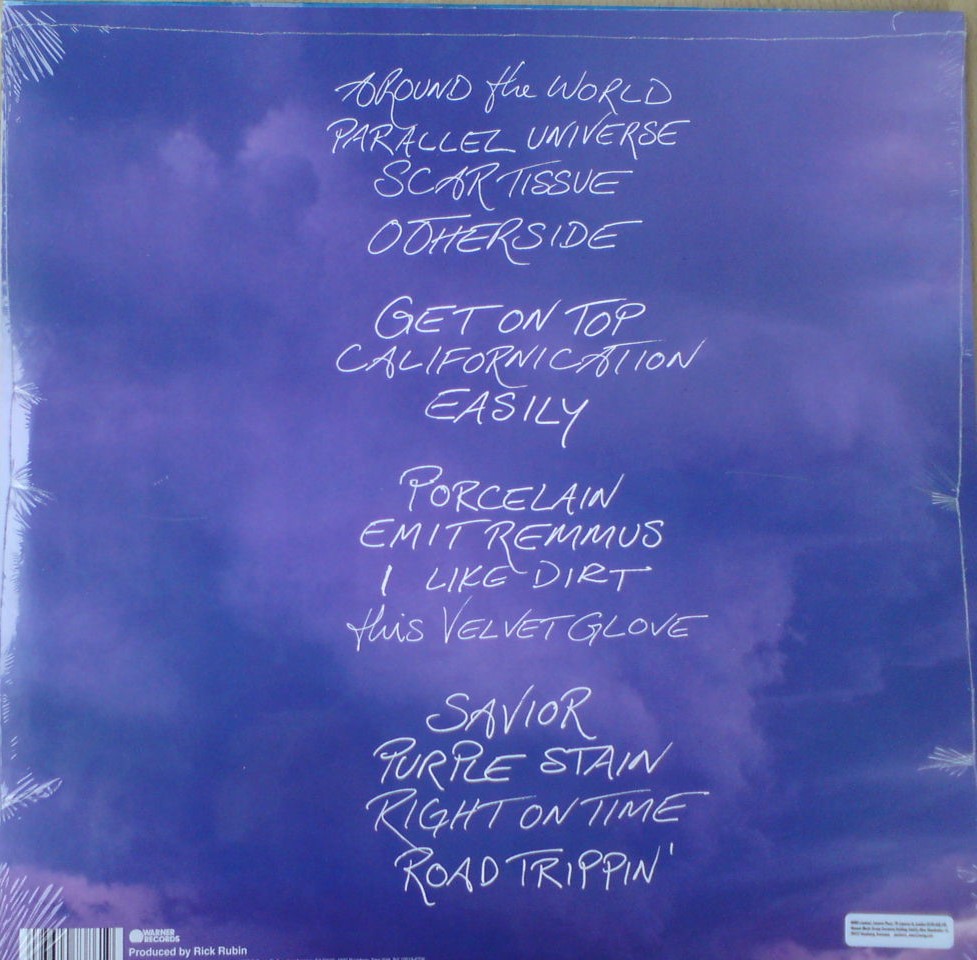 AROUND the WORLD
PARALLEL UNIVERSE
SCAR TISSUE
OTHERSIDE
GET ON TOP
CALIFORNICATION
EASILY
PORCELAIN
EMIT REMMUS
I LIKE DIRT
this VELVET GLOVE
SAVIOR
PURPLE STAIN
RIGHT ON TIME
ROAD TRIPPIN'
WARNER
RECORDS
Produced by Rick Rubin